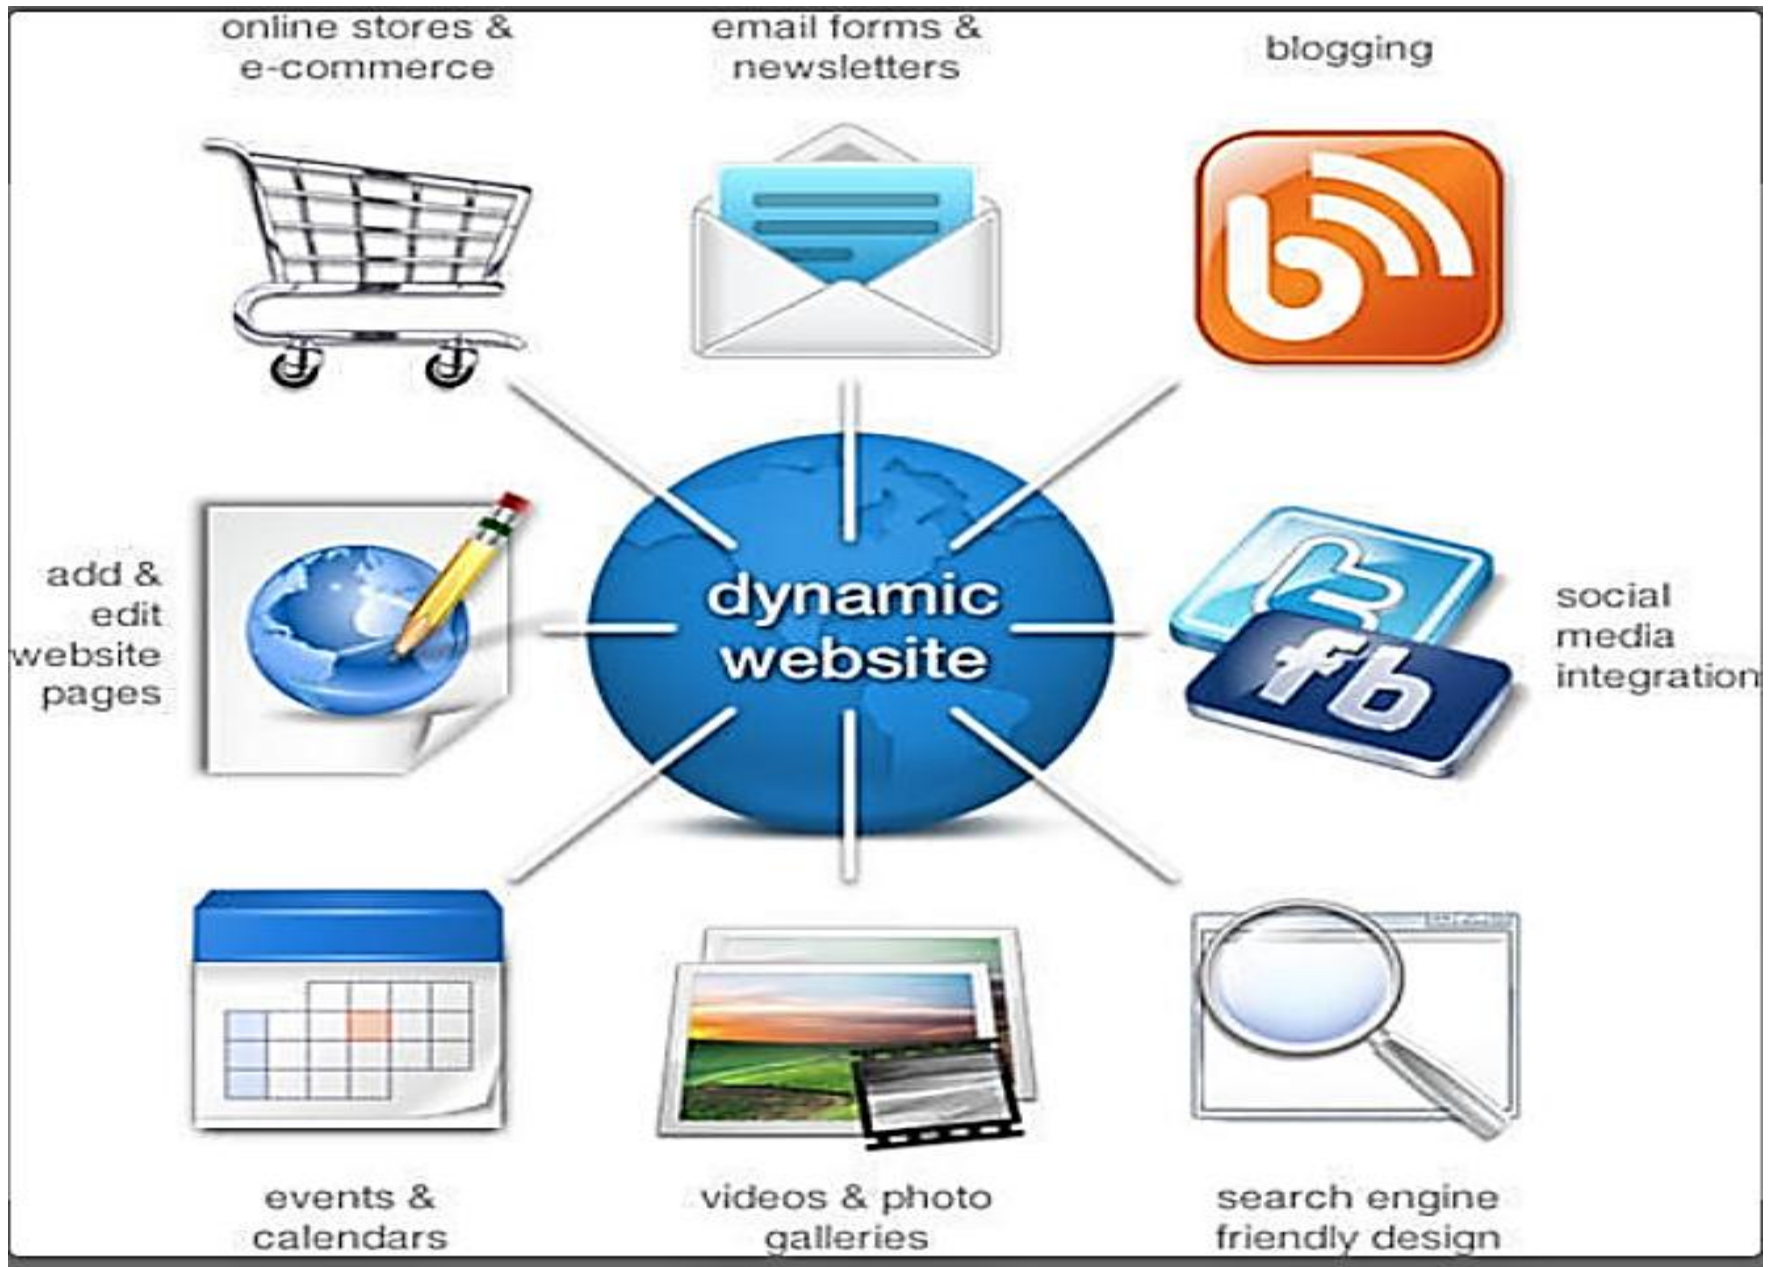 online stores &
e-commerce
email forms &
newsletters
blogging
b
add &
edit
website
pages
dynamic
website
t
fb
social
media
integration
events &
calendars
videos & photo
galleries
search engine
friendly design